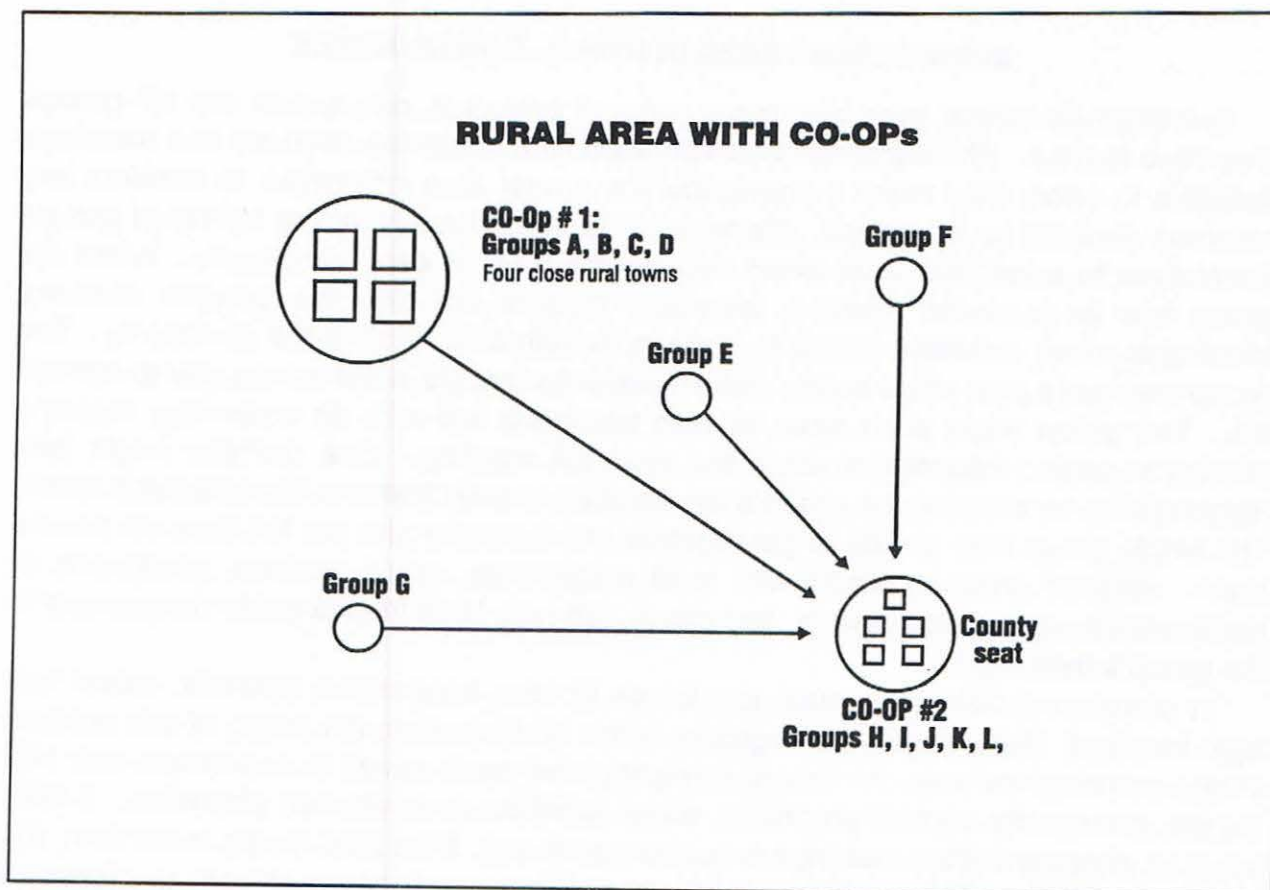 RURAL AREA WITH CO-OPs
CO-Op # 1:
Groups A, B, C, D
Four close rural towns
Group F
Group E
Group G
County
seat
CO-OP #2
Groups H, I, J, K, L,